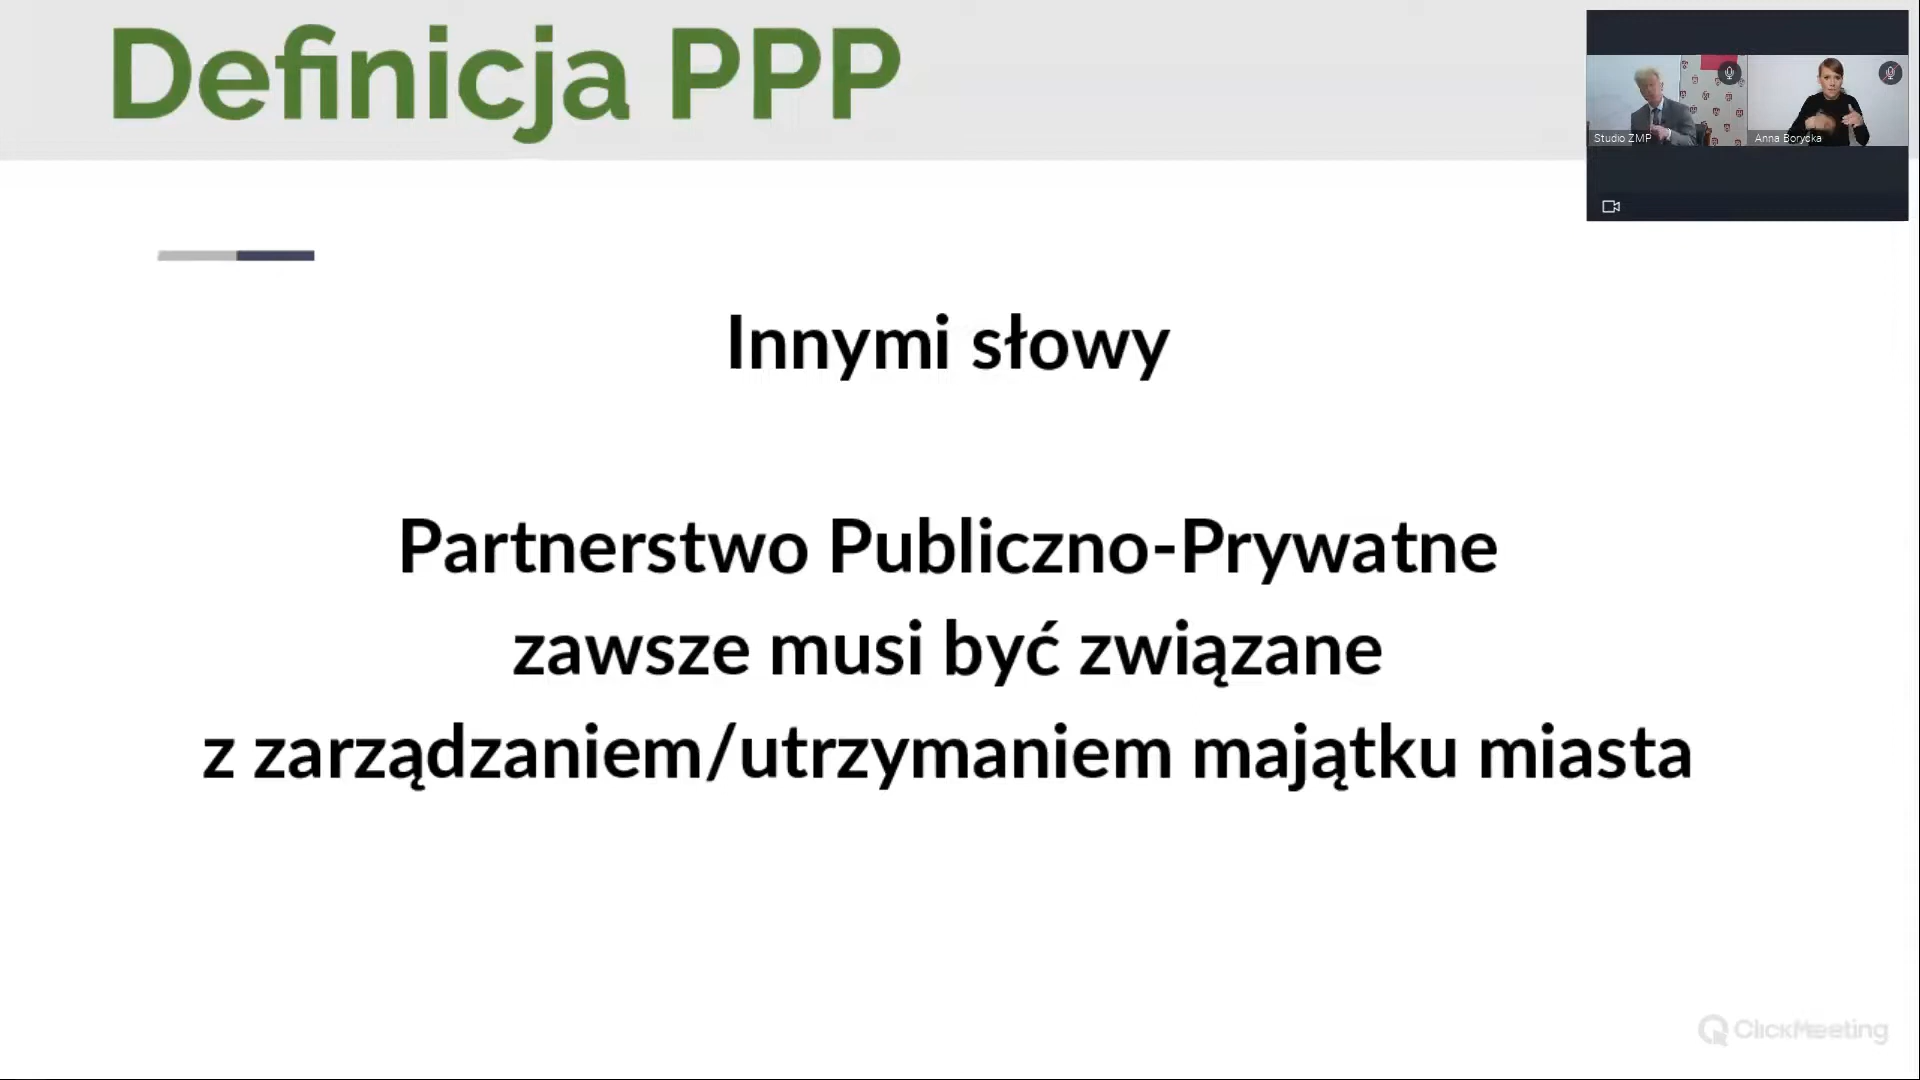 Definicja PPP
Studio ZMP
Anna Borycka
Innymi słowy
Partnerstwo Publiczno-Prywatne
zawsze musi być związane
z zarządzaniem/utrzymaniem majątku miasta
ClickMeeting